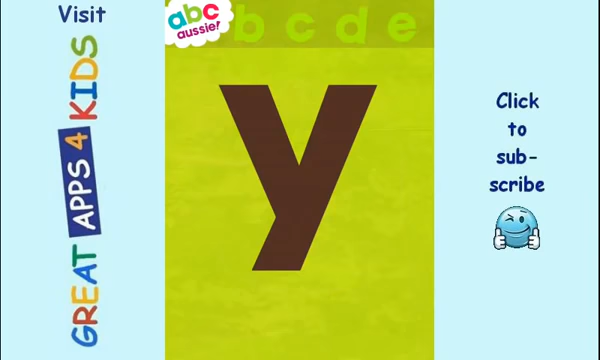 Visit
GREAT APPS 4 KIDS
abc
aussie!
b c d e
y
Click
to
sub-
scribe